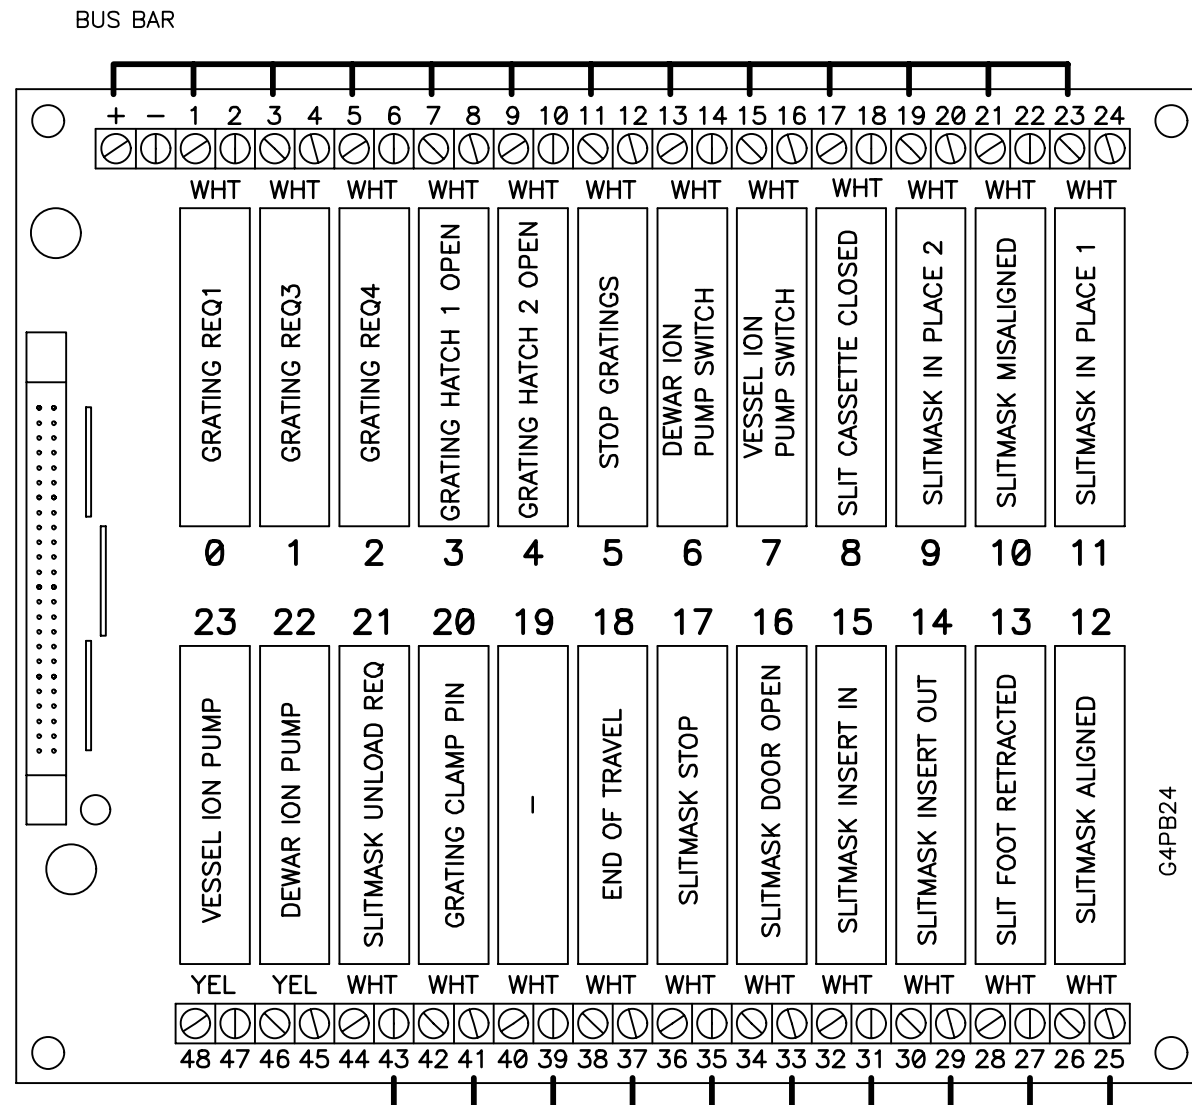 BUS BAR
+ − 1 2 3 4 5 6 7 8 9 10 11 12 13 14 15 16 17 18 19 20 21 22 23 24
WHT WHT WHT WHT WHT WHT WHT WHT WHT WHT WHT WHT
GRATING REQ1
GRATING REQ3
GRATING REQ4
GRATING HATCH 1 OPEN
GRATING HATCH 2 OPEN
STOP GRATINGS
DEWAR ION
PUMP SWITCH
VESSEL ION
PUMP SWITCH
SLIT CASSETTE CLOSED
SLITMASK IN PLACE 2
SLITMASK MISALIGNED
SLITMASK IN PLACE 1
0 1 2 3 4 5 6 7 8 9 10 11
23 22 21 20 19 18 17 16 15 14 13 12
VESSEL ION PUMP
DEWAR ION PUMP
SLITMASK UNLOAD REQ
GRATING CLAMP PIN
–
END OF TRAVEL
SLITMASK STOP
SLITMASK DOOR OPEN
SLITMASK INSERT IN
SLITMASK INSERT OUT
SLIT FOOT RETRACTED
SLITMASK ALIGNED
G4PB24
YEL YEL WHT WHT WHT WHT WHT WHT WHT WHT WHT WHT
48 47 46 45 44 43 42 41 40 39 38 37 36 35 34 33 32 31 30 29 28 27 26 25